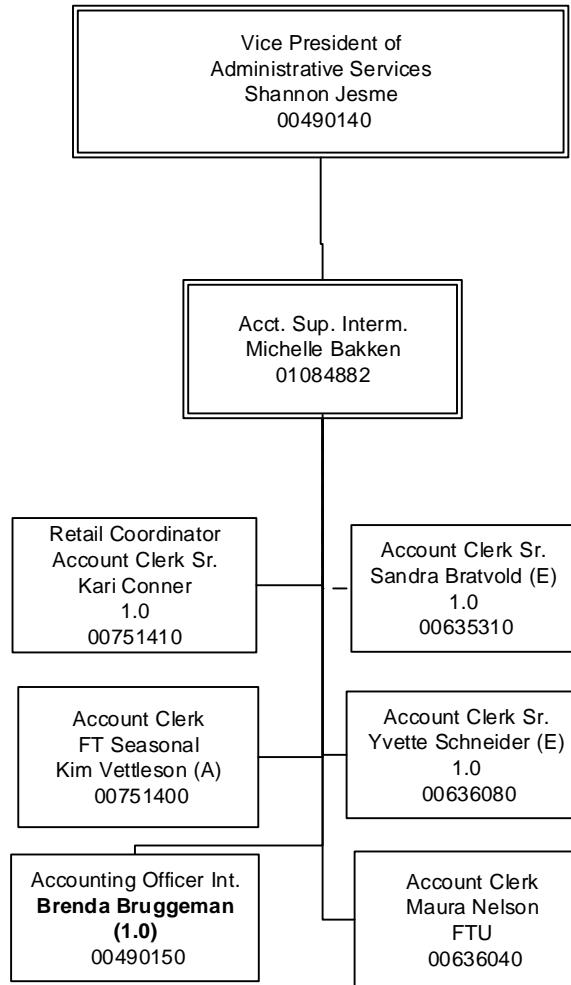 Vice President of
Administrative Services
Shannon Jesme
00490140
Acct. Sup. Interm.
Michelle Bakken
01084882
Retail Coordinator
Account Clerk Sr.
Kari Conner
1.0
00751410
Account Clerk Sr.
Sandra Bratvold (E)
1.0
00635310
Account Clerk
FT Seasonal
Kim Vettleson (A)
00751400
Account Clerk Sr.
Yvette Schneider (E)
1.0
00636080
Accounting Officer Int.
Brenda Bruggeman
(1.0)
00490150
Account Clerk
Maura Nelson
FTU
00636040